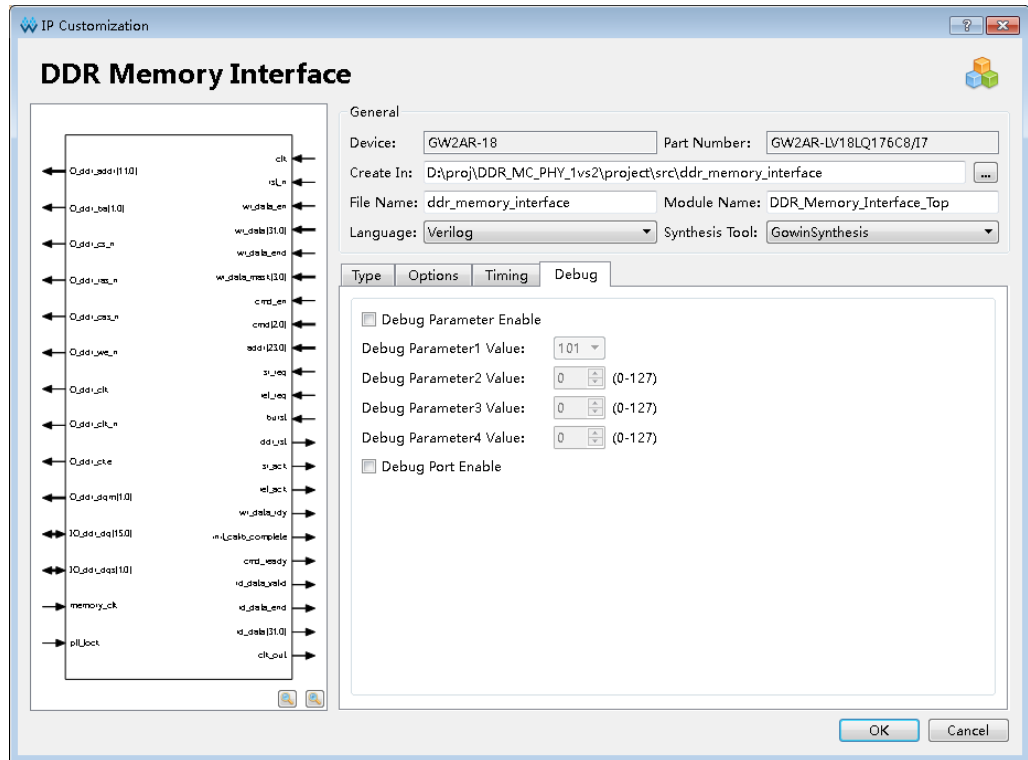 IP Customization
DDR Memory Interface
General
Device: GW2AR-18 Part Number: GW2AR-LV18LQ176C8/I7
Create In: D:\proj\DDR_MC_PHY_1vs2\project\src\ddr_memory_interface ...
File Name: ddr_memory_interface Module Name: DDR_Memory_Interface_Top
Language: Verilog Synthesis Tool: GowinSynthesis
Type Options Timing Debug
Debug Parameter Enable
Debug Parameter1 Value: 101
Debug Parameter2 Value: 0 (0-127)
Debug Parameter3 Value: 0 (0-127)
Debug Parameter4 Value: 0 (0-127)
Debug Port Enable
O_ddr_addr[11:0]
O_ddr_ba[1:0]
O_ddr_cs_n
O_ddr_ras_n
O_ddr_cas_n
O_ddr_we_n
O_ddr_clk
O_ddr_clk_n
O_ddr_cke
O_ddr_dqm[1:0]
IO_ddr_dq[15:0]
IO_ddr_dqs[1:0]
memory_clk
pll_lock
clk
rst_n
wr_data_en
wr_data[31:0]
wr_data_end
wr_data_mask[3:0]
cmd_en
cmd[2:0]
addr[23:0]
sr_req
ref_req
burst
ddr_rst
sr_ack
ref_ack
wr_data_rdy
init_calib_complete
cmd_ready
rd_data_valid
rd_data_end
rd_data[31:0]
clk_out
OK Cancel